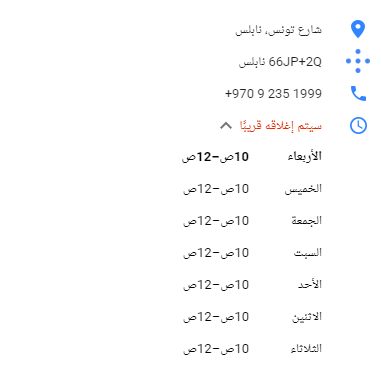 شارع تونس، نابلس
66JP+2Q نابلس
+970 9 235 1999
سيتم إغلاقه قريبًا
الأربعاء 10ص–12ص
الخميس 10ص–12ص
الجمعة 10ص–12ص
السبت 10ص–12ص
الأحد 10ص–12ص
الاثنين 10ص–12ص
الثلاثاء 10ص–12ص